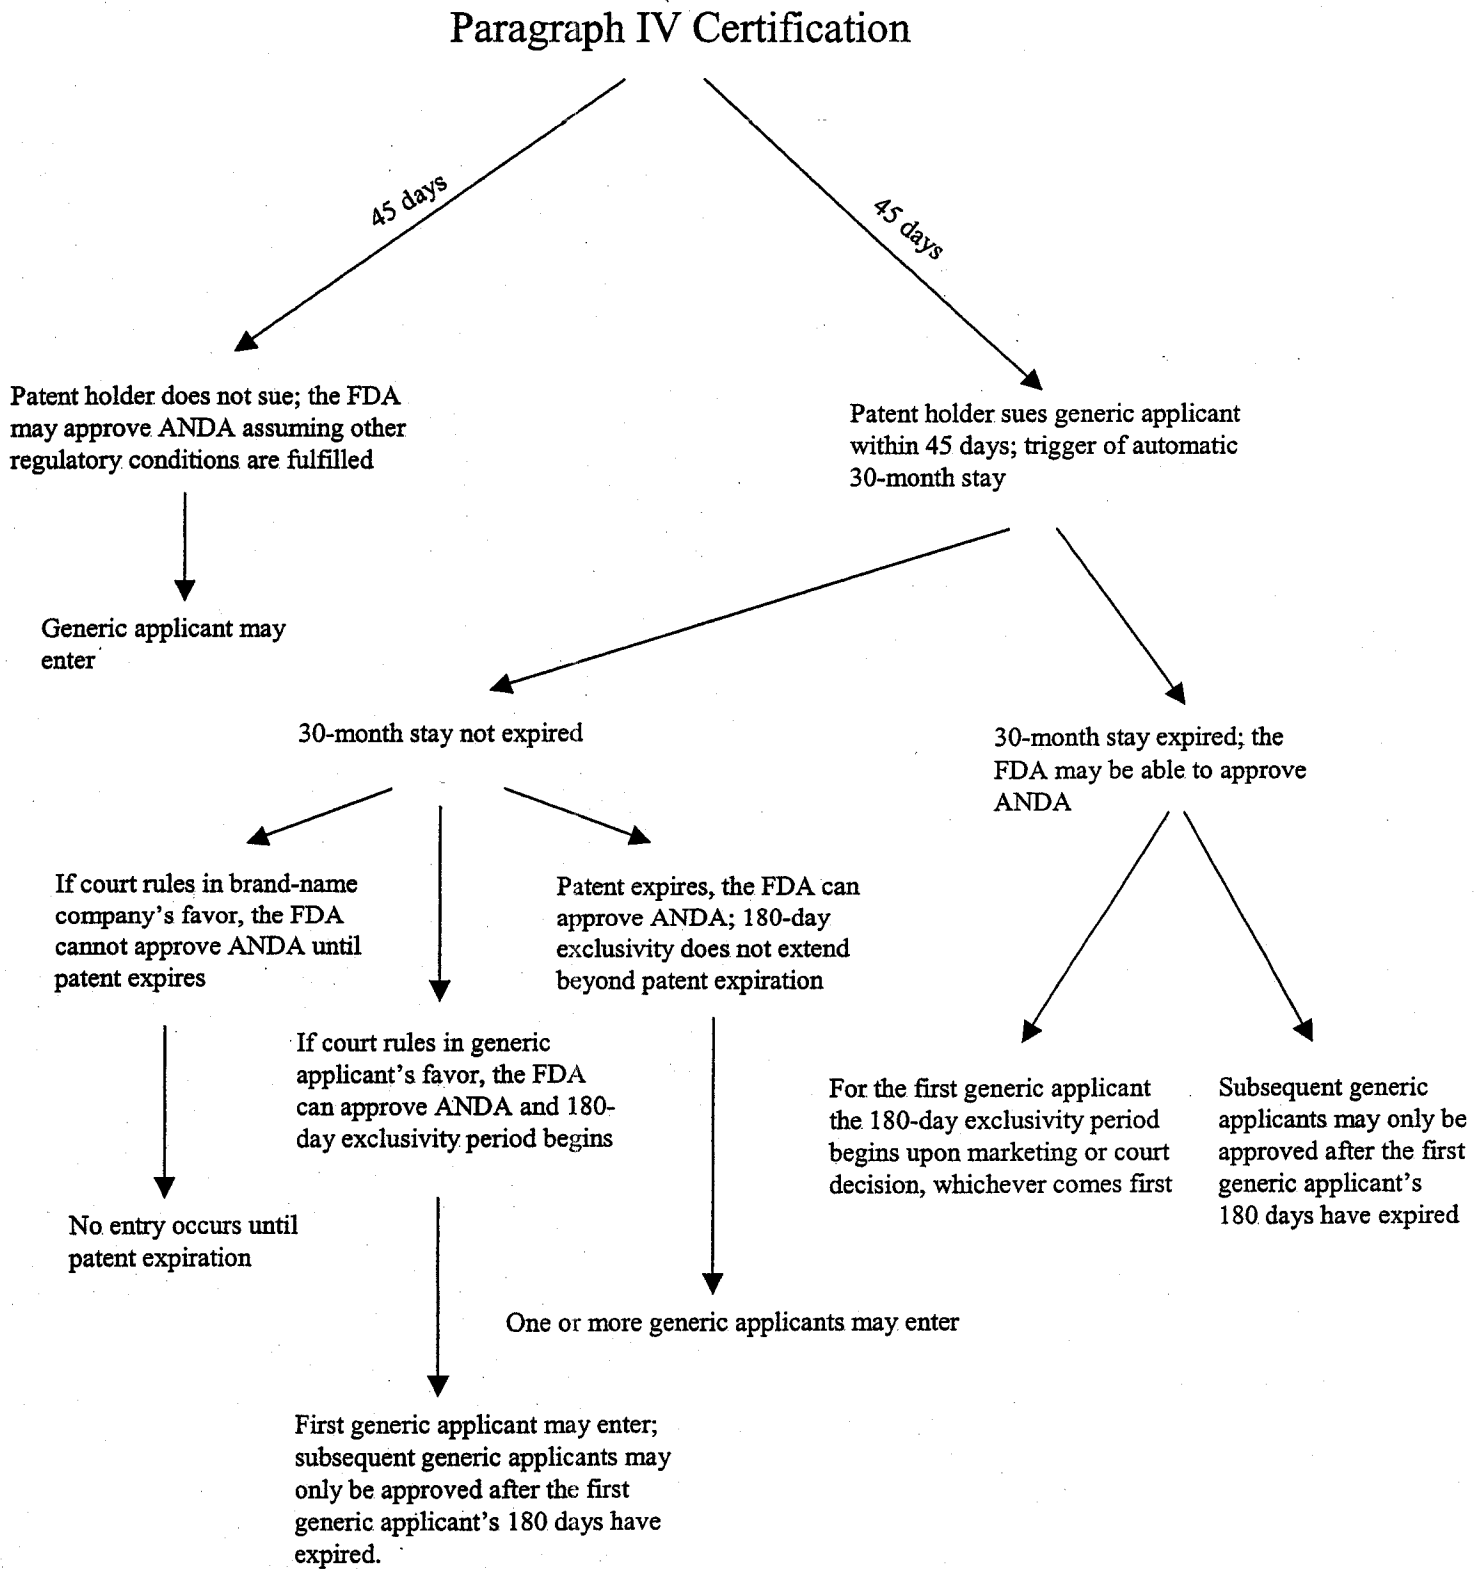 Paragraph IV Certification
45 days
45 days
Patent holder does not sue; the FDA
may approve ANDA assuming other
regulatory conditions are fulfilled
Patent holder sues generic applicant
within 45 days; trigger of automatic
30-month stay
Generic applicant may
enter
30-month stay not expired
30-month stay expired; the
FDA may be able to approve
ANDA
If court rules in brand-name
company's favor, the FDA
cannot approve ANDA until
patent expires
Patent expires, the FDA can
approve ANDA; 180-day
exclusivity does not extend
beyond patent expiration
If court rules in generic
applicant's favor, the FDA
can approve ANDA and 180-
day exclusivity period begins
For the first generic applicant
the 180-day exclusivity period
begins upon marketing or court
decision, whichever comes first
Subsequent generic
applicants may only be
approved after the first
generic applicant's
180 days have expired
No entry occurs until
patent expiration
One or more generic applicants may enter
First generic applicant may enter;
subsequent generic applicants may
only be approved after the first
generic applicant's 180 days have
expired.